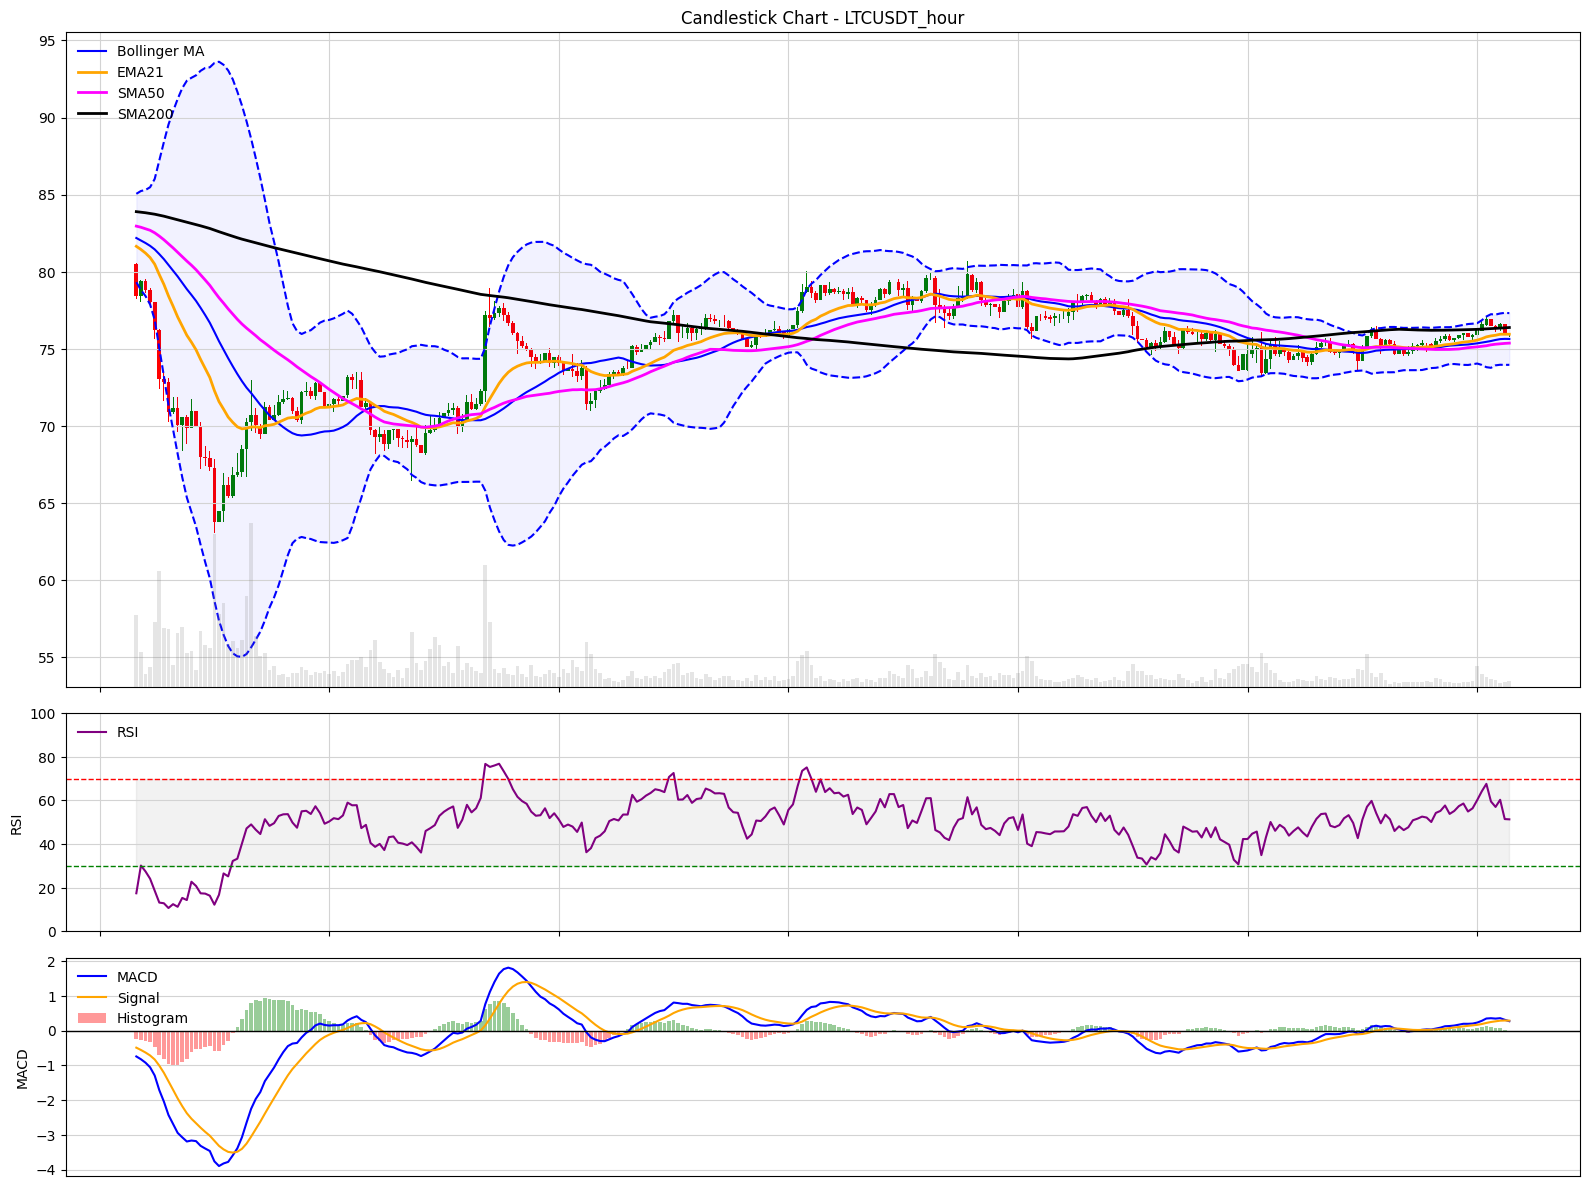 Candlestick Chart - LTCUSDT_hour
95
90
85
80
75
70
65
60
55
Bollinger MA
EMA21
SMA50
SMA200
100
80
60
40
20
0
RSI
RSI
2
1
0
−1
−2
−3
−4
MACD
MACD
Signal
Histogram